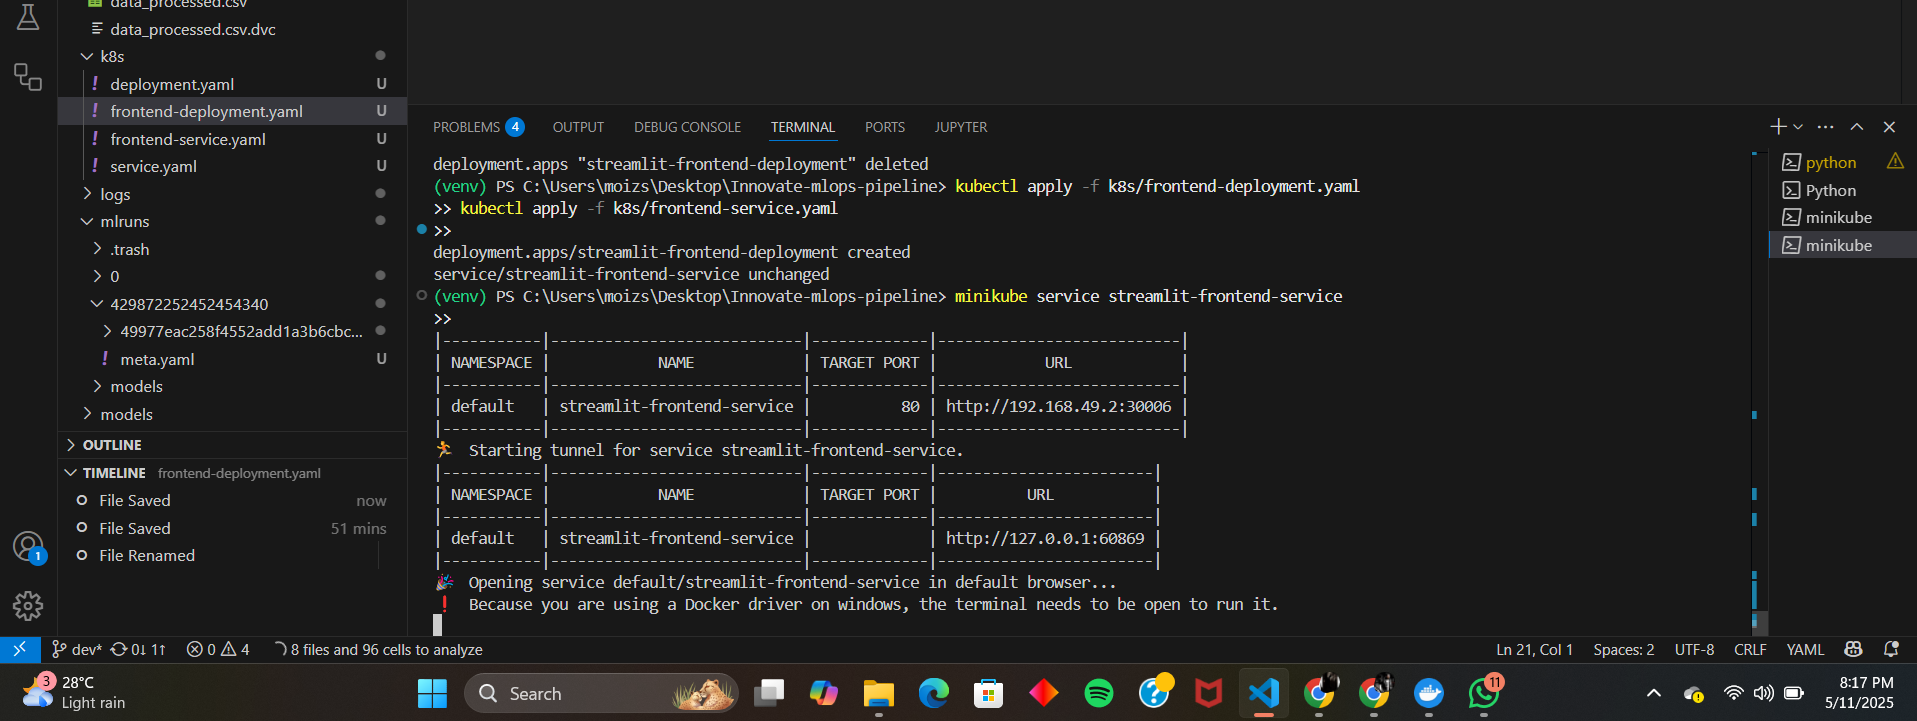 data_processed.csv
data_processed.csv.dvc
k8s
deployment.yaml U
frontend-deployment.yaml U
frontend-service.yaml U
service.yaml U
logs
mlruns
.trash
0
429872252452454340
49977eac258f4552add1a3b6cbc...
meta.yaml U
models
models
OUTLINE
TIMELINE frontend-deployment.yaml
File Saved now
File Saved 51 mins
File Renamed
1
PROBLEMS 4 OUTPUT DEBUG CONSOLE TERMINAL PORTS JUPYTER
deployment.apps "streamlit-frontend-deployment" deleted
(venv) PS C:\Users\moizs\Desktop\Innovate-mlops-pipeline> kubectl apply -f k8s/frontend-deployment.yaml
>> kubectl apply -f k8s/frontend-service.yaml
>>
deployment.apps/streamlit-frontend-deployment created
service/streamlit-frontend-service unchanged
(venv) PS C:\Users\moizs\Desktop\Innovate-mlops-pipeline> minikube service streamlit-frontend-service
>>
|-----------|----------------------------|-------------|---------------------------|
| NAMESPACE | NAME | TARGET PORT | URL |
|-----------|----------------------------|-------------|---------------------------|
| default | streamlit-frontend-service | 80 | http://192.168.49.2:30006 |
|-----------|----------------------------|-------------|---------------------------|
🏃 Starting tunnel for service streamlit-frontend-service.
|-----------|----------------------------|-------------|------------------------|
| NAMESPACE | NAME | TARGET PORT | URL |
|-----------|----------------------------|-------------|------------------------|
| default | streamlit-frontend-service | | http://127.0.0.1:60869 |
|-----------|----------------------------|-------------|------------------------|
🎉 Opening service default/streamlit-frontend-service in default browser...
❗ Because you are using a Docker driver on windows, the terminal needs to be open to run it.
python
Python
minikube
minikube
dev* 0↓ 1↑ 0 4 8 files and 96 cells to analyze Ln 21, Col 1 Spaces: 2 UTF-8 CRLF YAML
3
28°C
Light rain
Search
11
8:17 PM
5/11/2025